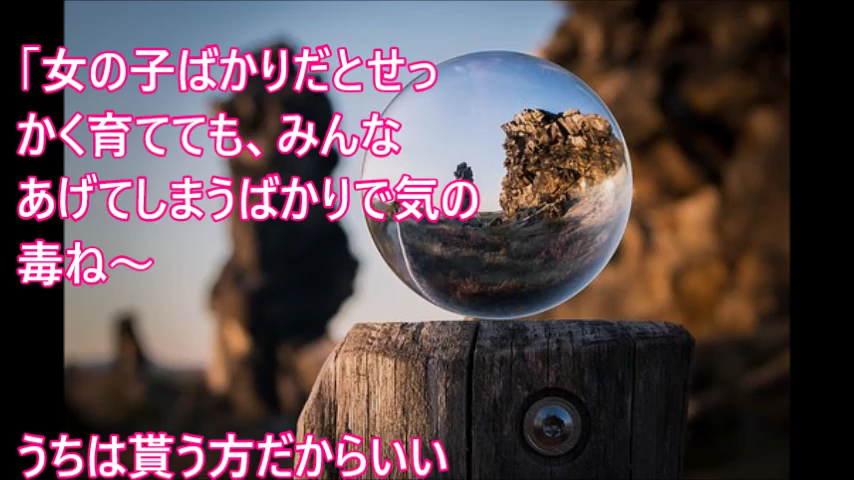 「女の子ばかりだとせっ
かく育てても、みんな
あげてしまうばかりで気の
毒ね～
うちは貰う方だからいい